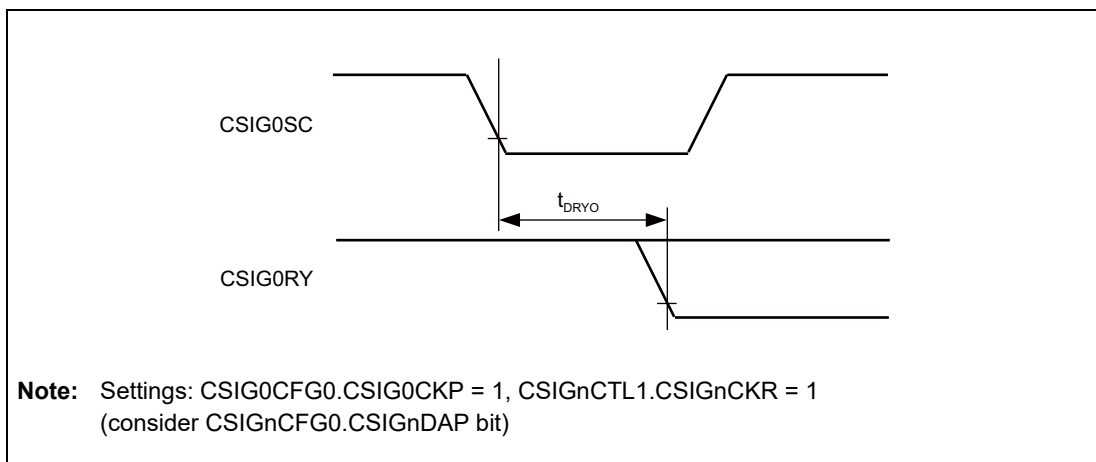 CSIG0SC
tDRYO
CSIG0RY
Note: Settings: CSIG0CFG0.CSIG0CKP = 1, CSIGnCTL1.CSIGnCKR = 1
(consider CSIGnCFG0.CSIGnDAP bit)